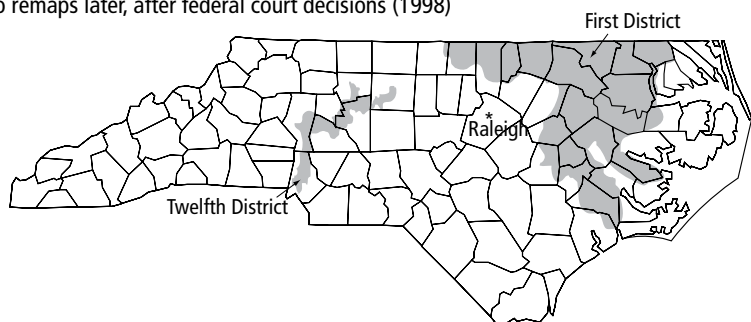 o remaps later, after federal court decisions (1998)
First District
*
Raleigh
Twelfth District